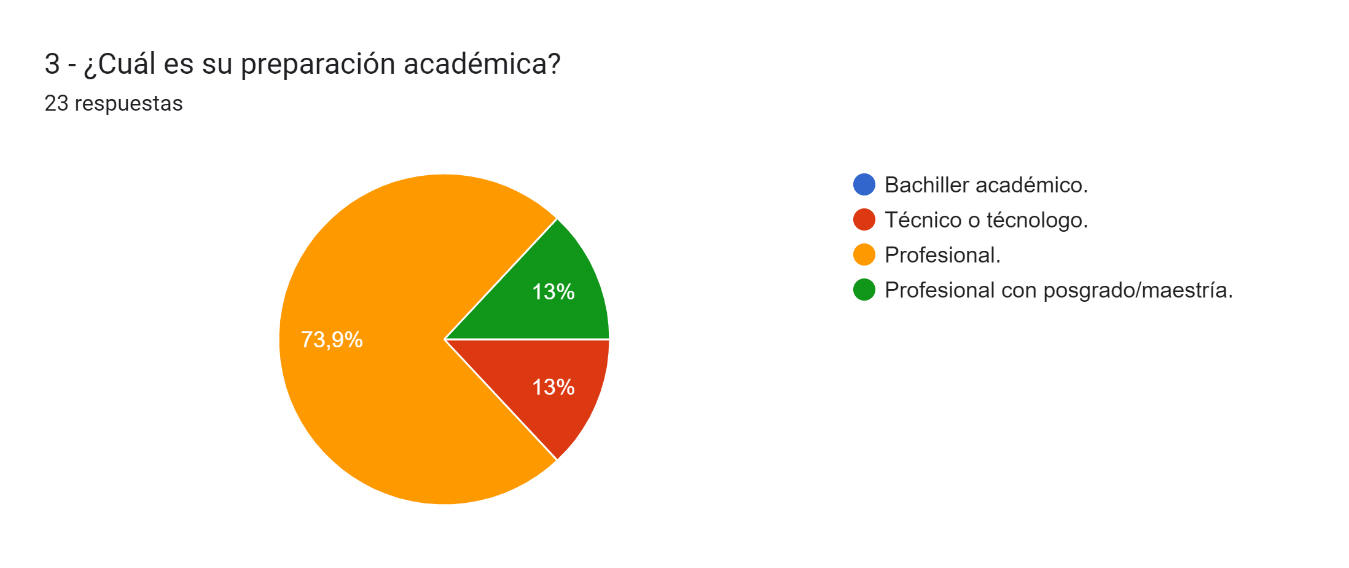 3 - ¿Cuál es su preparación académica?
23 respuestas
Bachiller académico.
Técnico o técnologo.
Profesional.
Profesional con posgrado/maestría.
13%
73,9%
13%